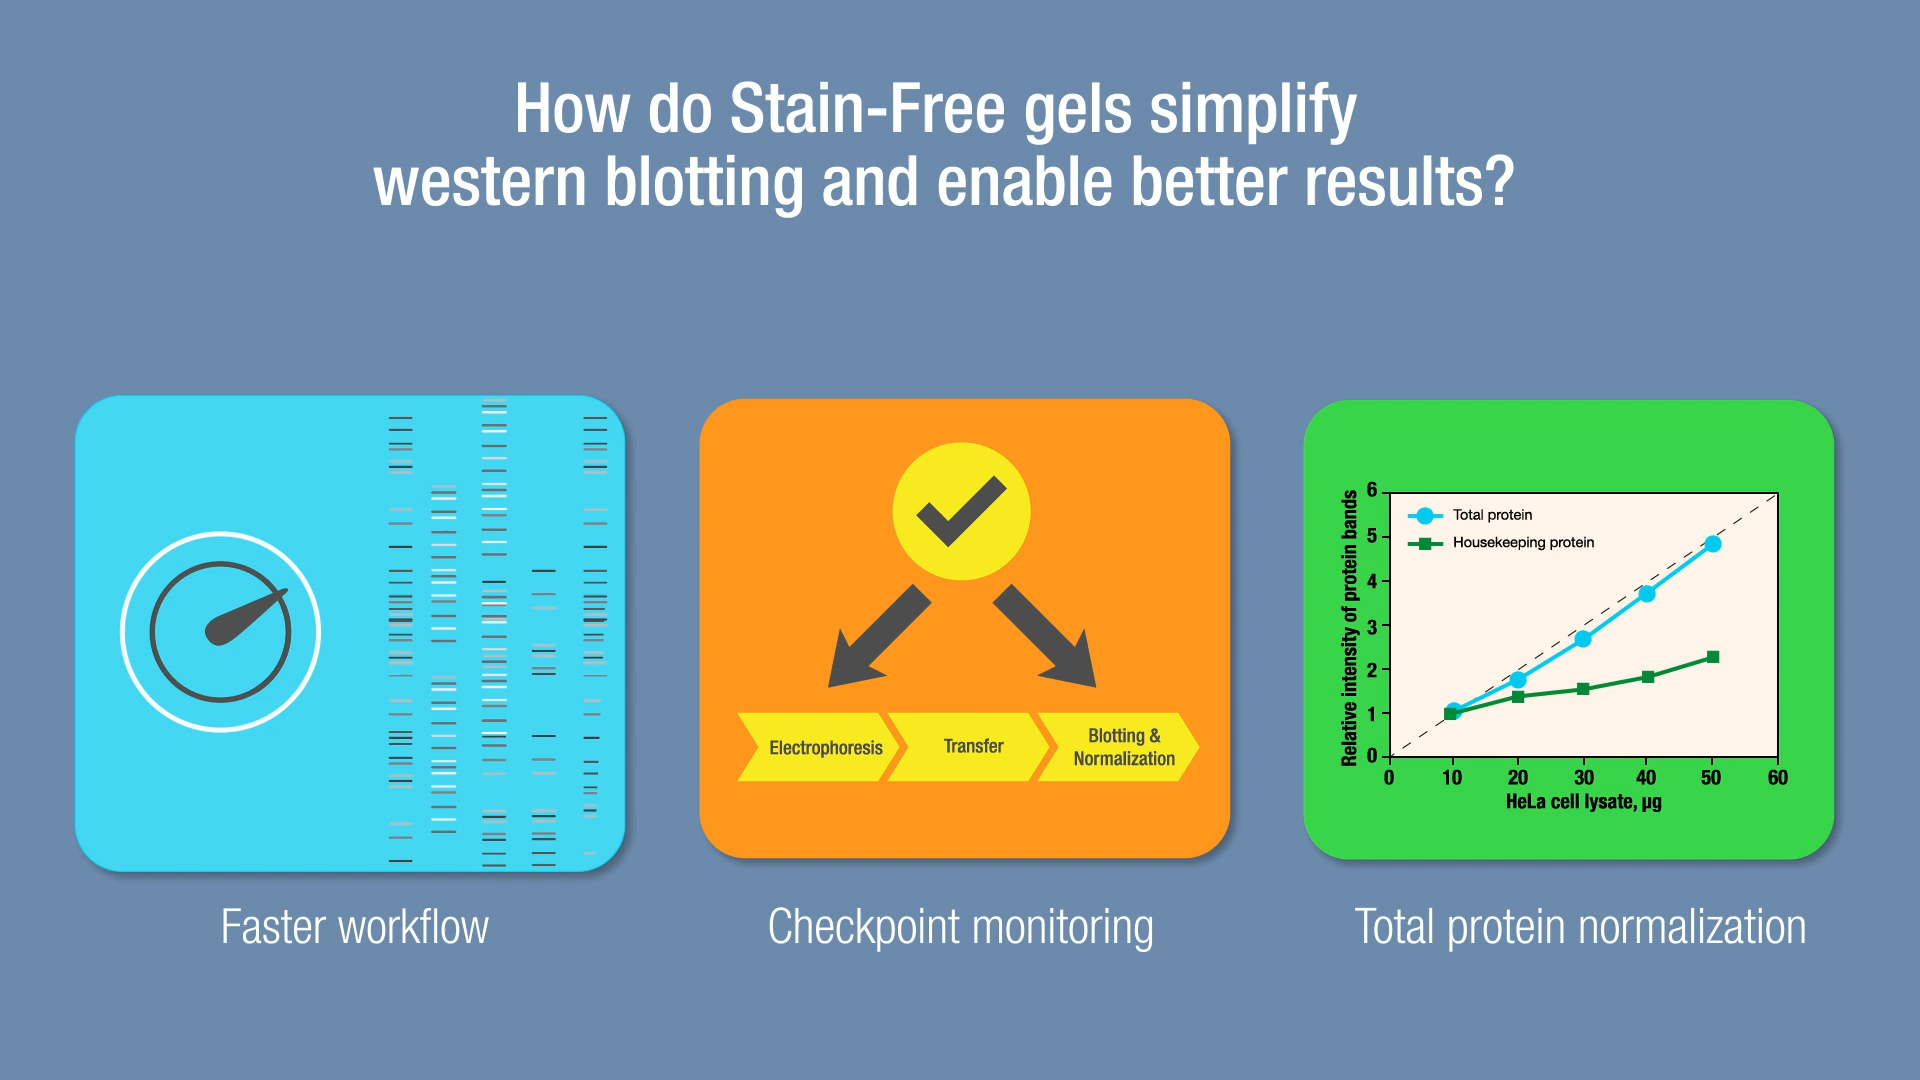 How do Stain-Free gels simplify
western blotting and enable better results?
Electrophoresis
Transfer
Blotting &
Normalization
Relative intensity of protein bands
6
5
4
3
2
1
0
Total protein
Housekeeping protein
0 10 20 30 40 50 60
HeLa cell lysate, µg
Faster workflow
Checkpoint monitoring
Total protein normalization